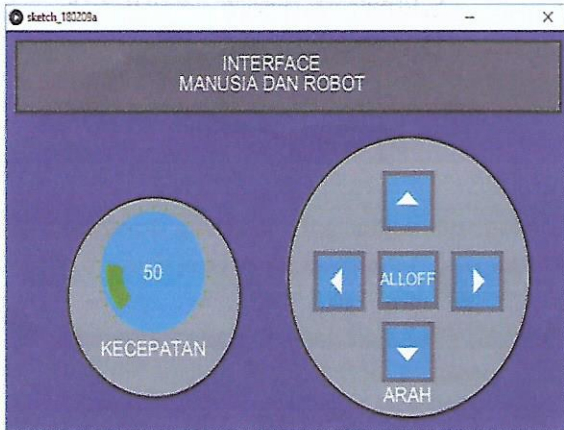 sketch_180209a
INTERFACE
MANUSIA DAN ROBOT
50
KECEPATAN
ALLOFF
ARAH